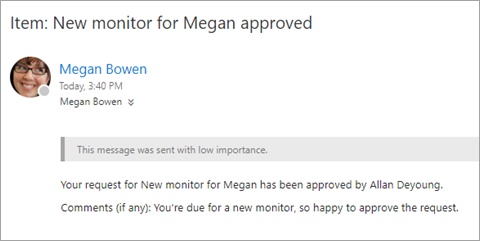 Item: New monitor for Megan approved
Megan Bowen
Today, 3:40 PM
Megan Bowen
This message was sent with low importance.
Your request for New monitor for Megan has been approved by Allan Deyoung.
Comments (if any): You're due for a new monitor, so happy to approve the request.